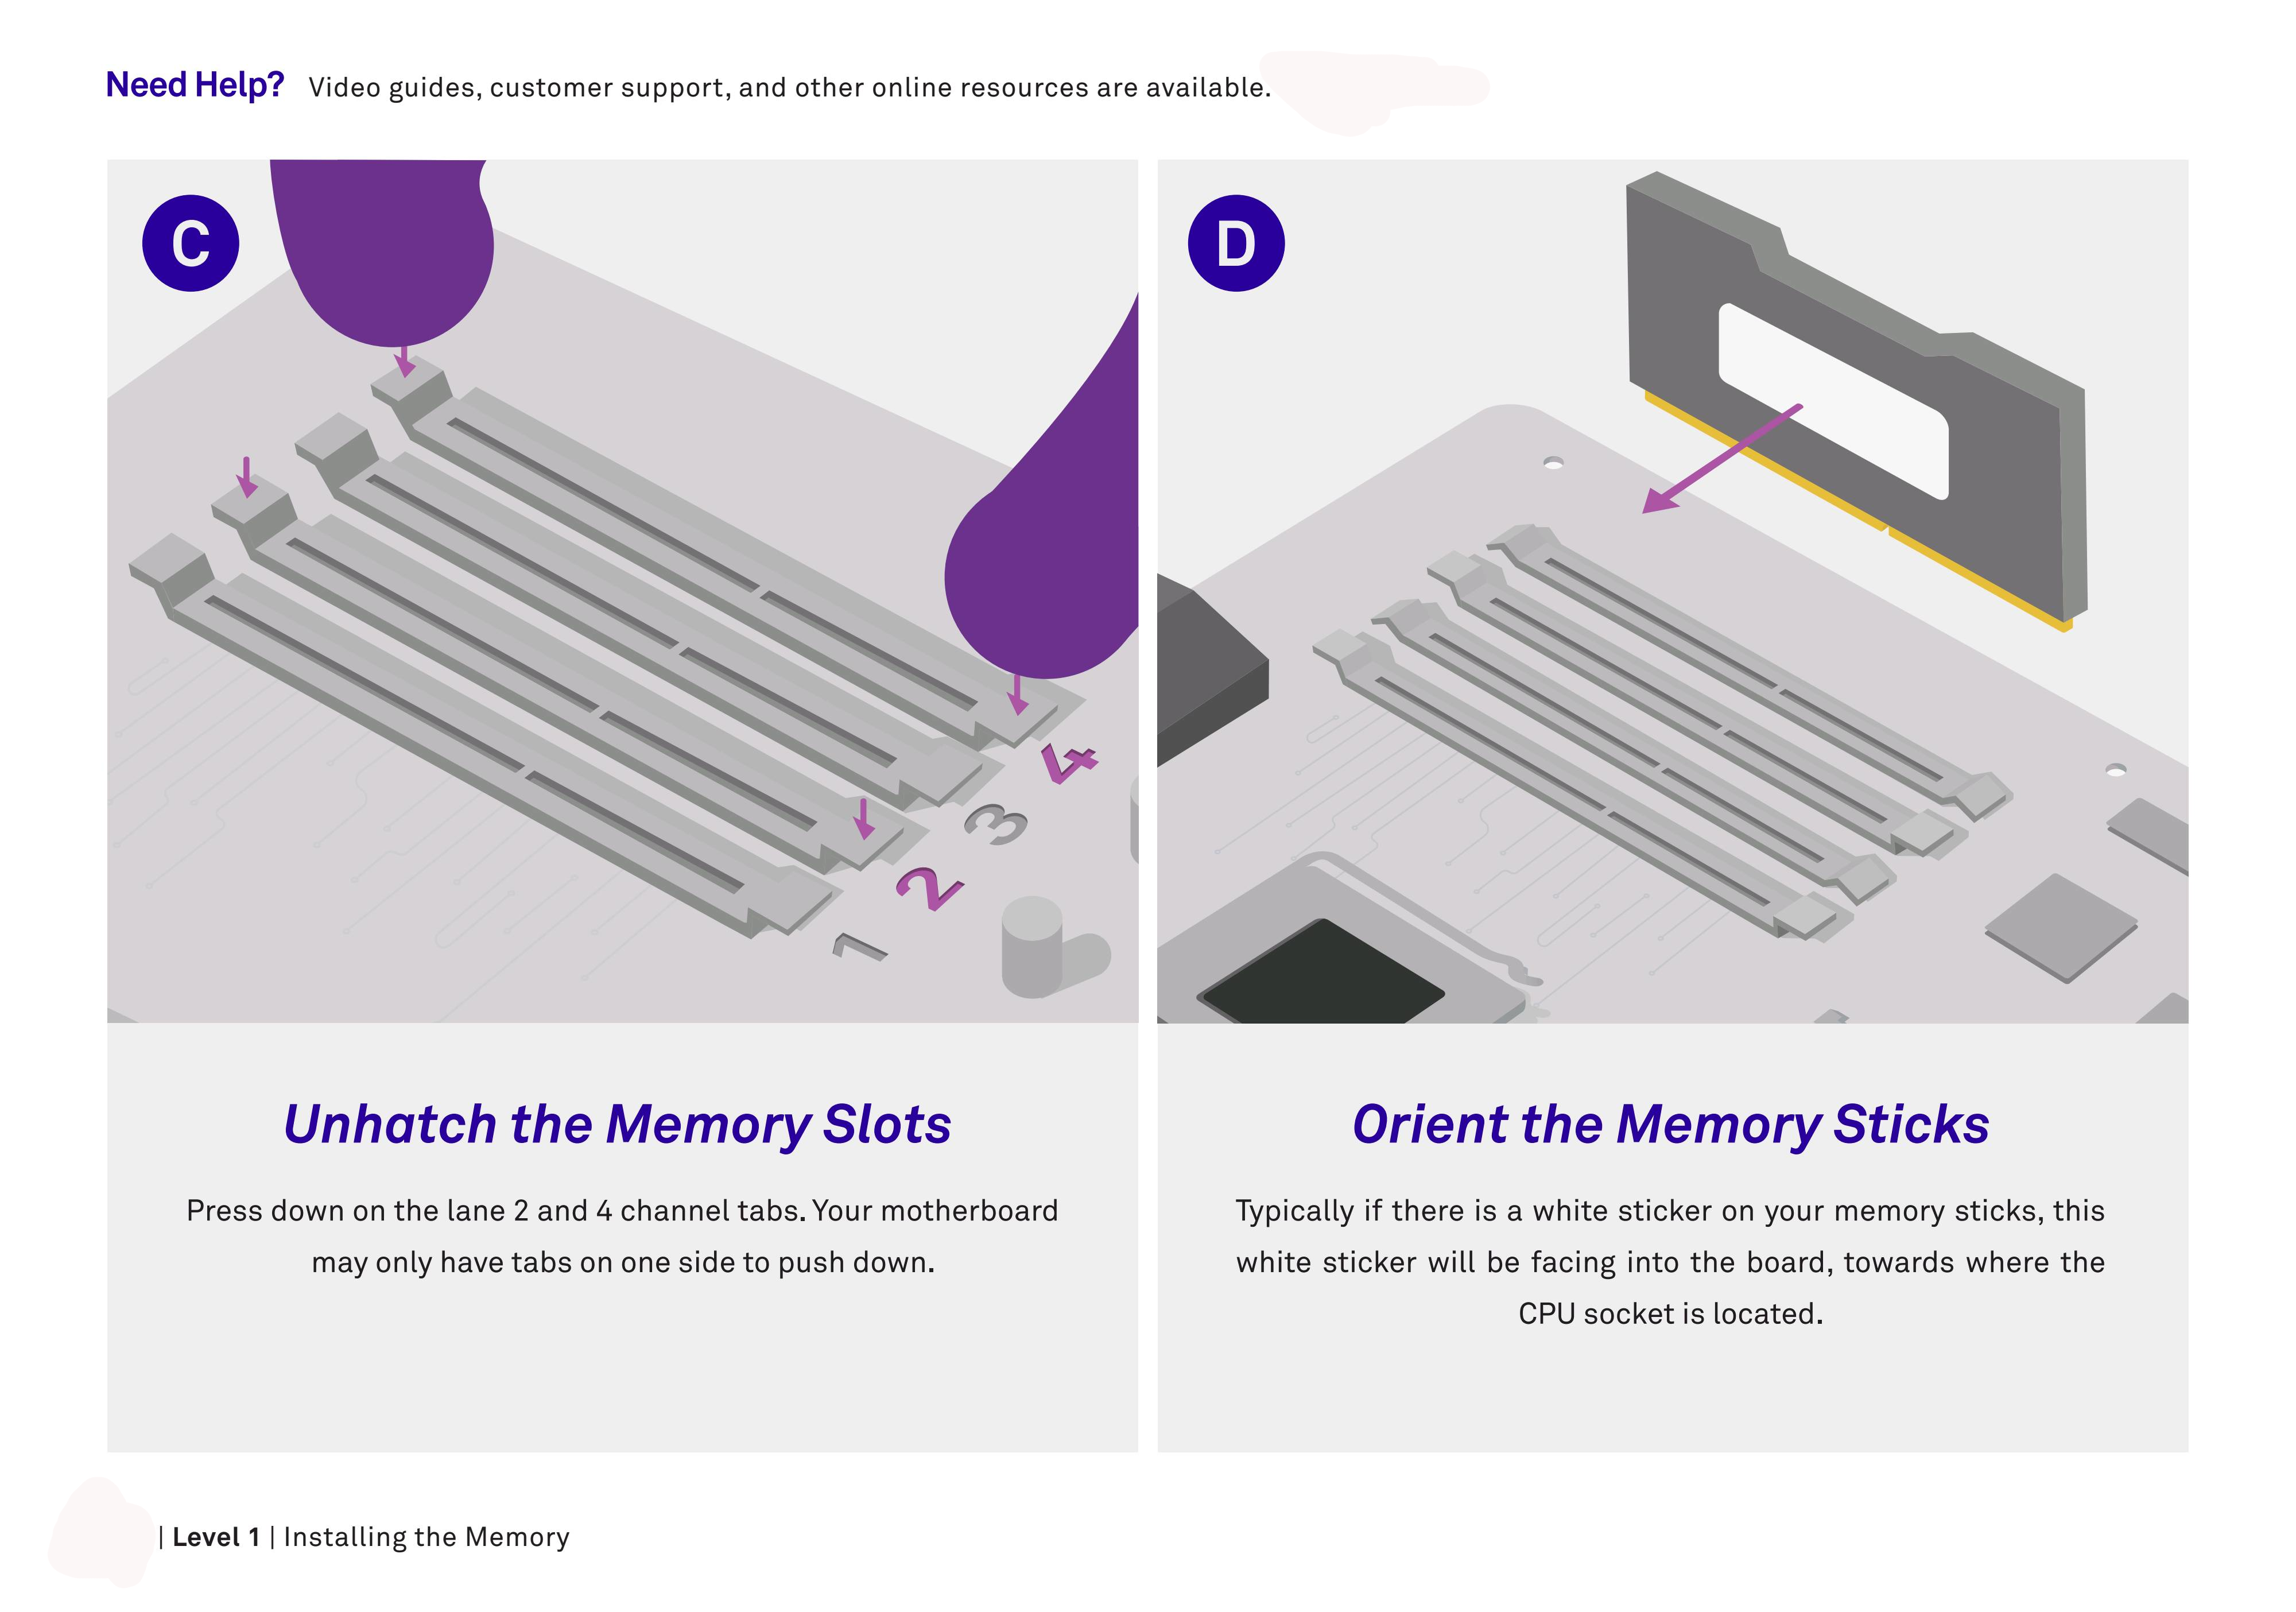 Need Help? Video guides, customer support, and other online resources are available.
C
4
3
2
1
Unhatch the Memory Slots
Press down on the lane 2 and 4 channel tabs. Your motherboard
may only have tabs on one side to push down.
D
Orient the Memory Sticks
Typically if there is a white sticker on your memory sticks, this
white sticker will be facing into the board, towards where the
CPU socket is located.
| Level 1 | Installing the Memory